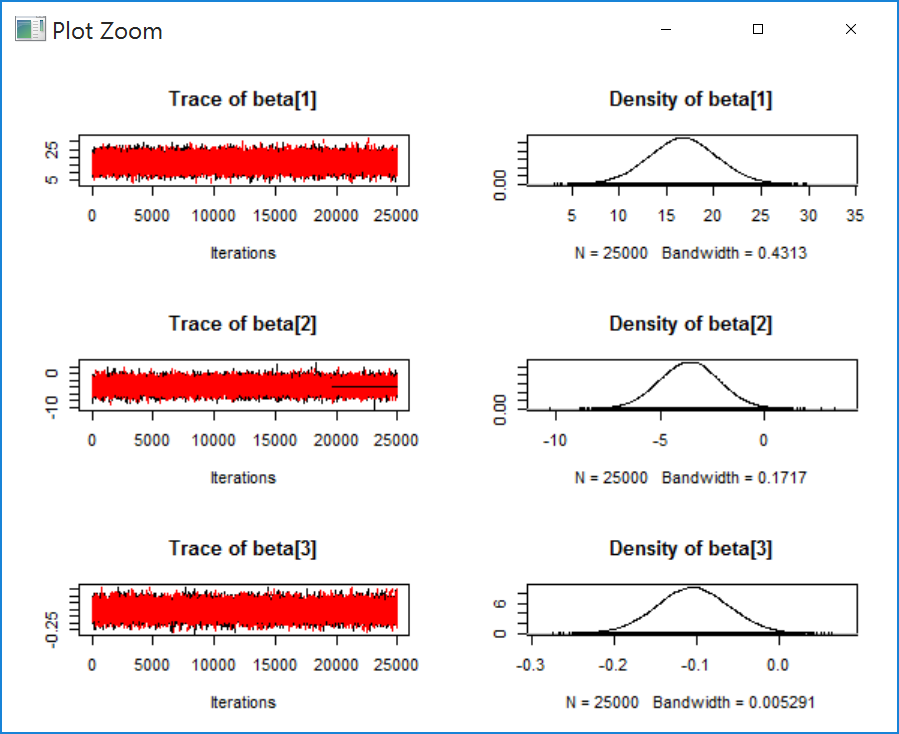 Plot Zoom
Trace of beta[1]
25
5
0 5000 10000 15000 20000 25000
Iterations
Density of beta[1]
0.00
5 10 15 20 25 30 35
N = 25000 Bandwidth = 0.4313
Trace of beta[2]
0
-10
0 5000 10000 15000 20000 25000
Iterations
Density of beta[2]
0.00
-10 -5 0
N = 25000 Bandwidth = 0.1717
Trace of beta[3]
-0.25
0 5000 10000 15000 20000 25000
Iterations
Density of beta[3]
6
0
-0.3 -0.2 -0.1 0.0
N = 25000 Bandwidth = 0.005291